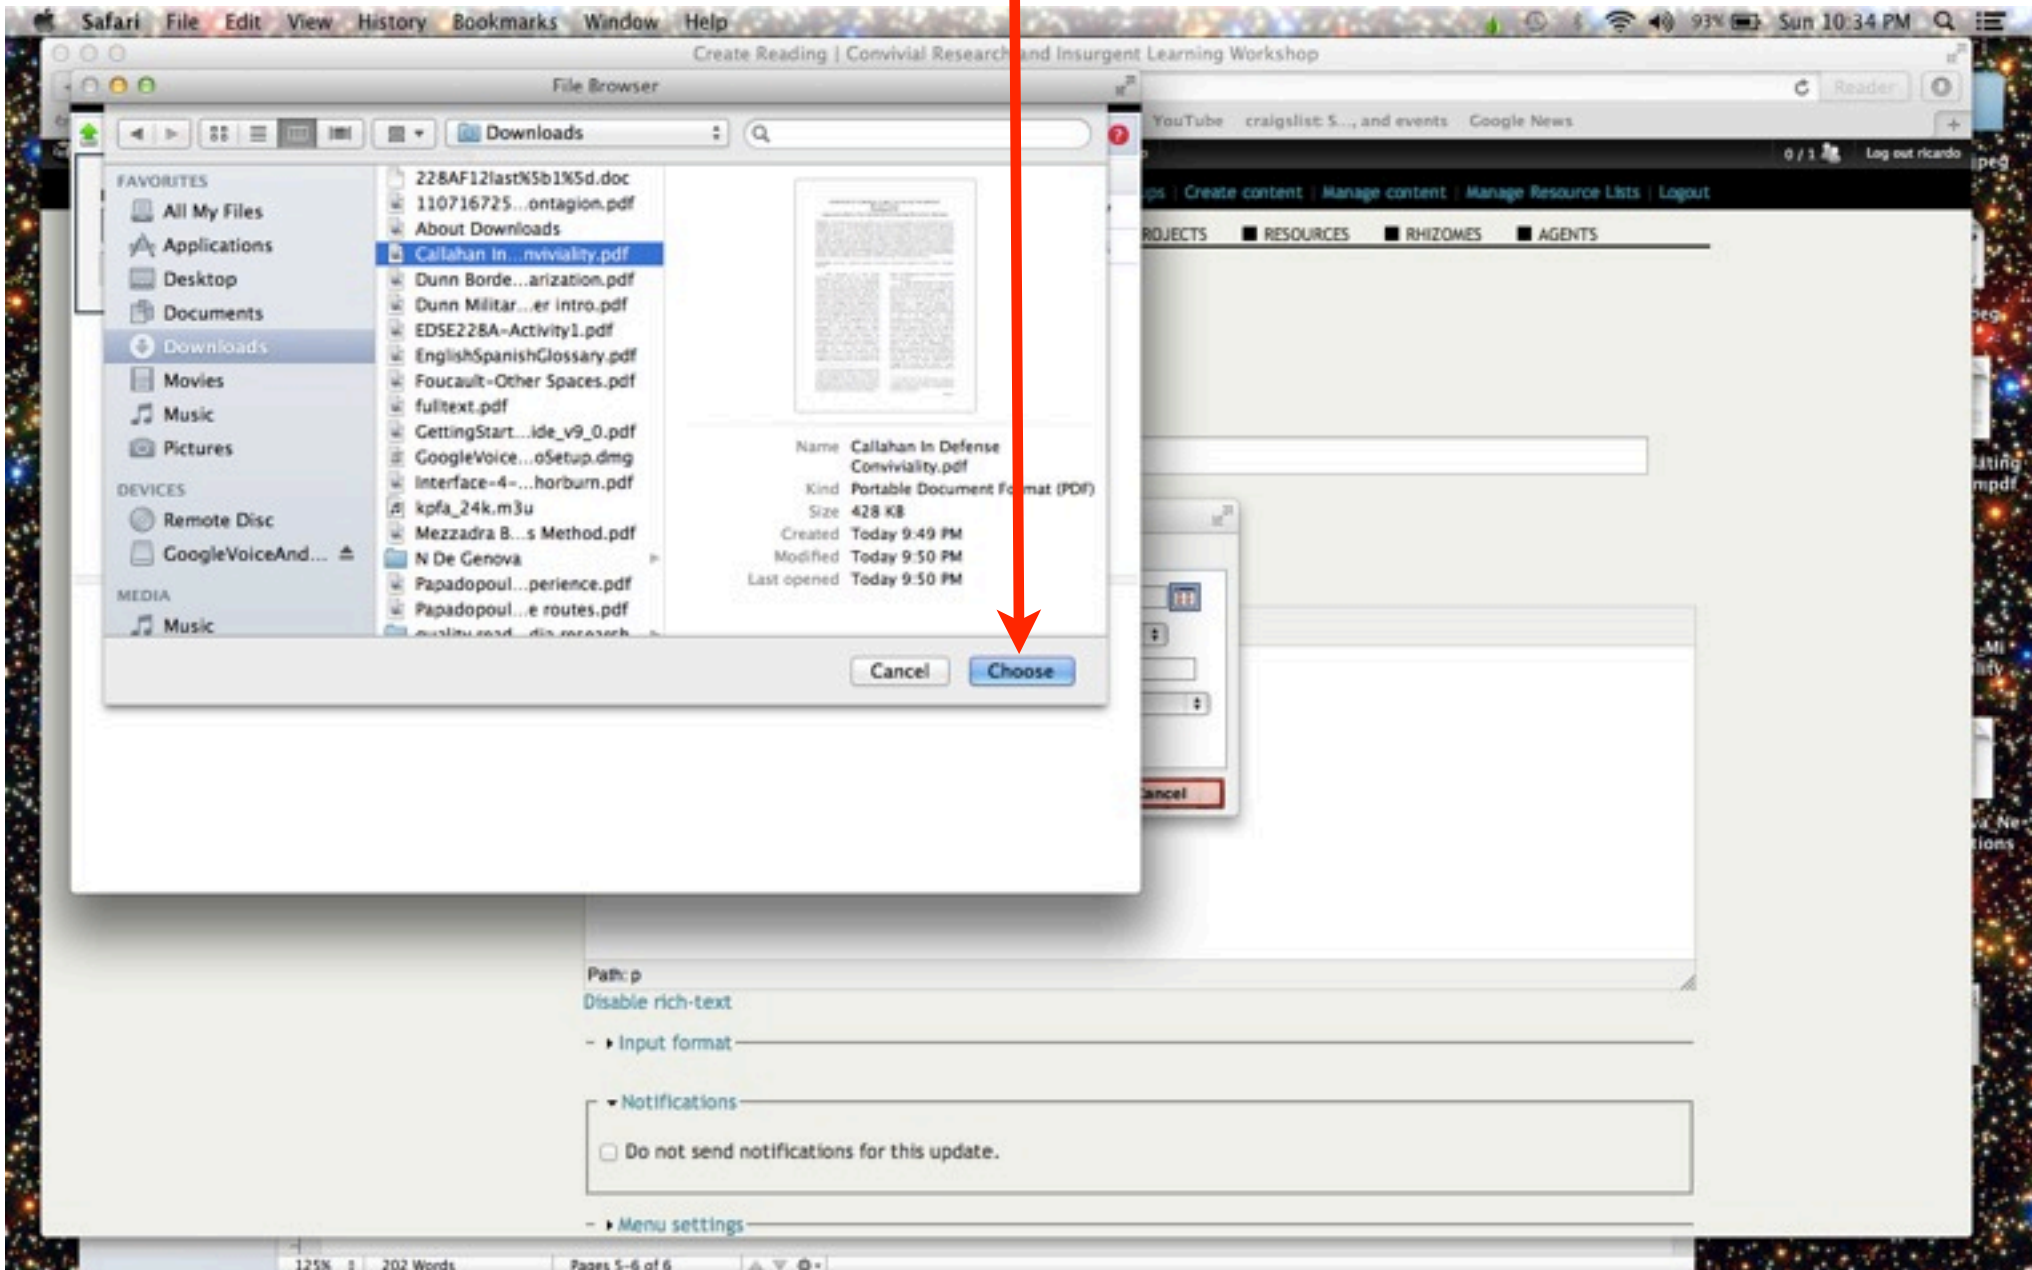 Safari File Edit View History Bookmarks Window Help 93% Sun 10:34 PM
Create Reading | Convivial Research and Insurgent Learning Workshop
File Browser
Reader
Downloads
YouTube craigslist: S..., and events Google News
0 / 1 Log out ricardo
Create content Manage content Manage Resource Lists Logout
RESOURCES RHIZOMES AGENTS
FAVORITES
All My Files
Applications
Desktop
Documents
Downloads
Movies
Music
Pictures
DEVICES
Remote Disc
GoogleVoiceAnd...
MEDIA
Music
228AF12last%5b1%5d.doc
110716725...ontagion.pdf
About Downloads
Callahan In...nviviality.pdf
Dunn Borde...arization.pdf
Dunn Militar...er intro.pdf
EDSE228A-Activity1.pdf
EnglishSpanishGlossary.pdf
Foucault-Other Spaces.pdf
fulltext.pdf
GettingStart...ide_v9_0.pdf
GoogleVoice...oSetup.dmg
Interface-4-...horburn.pdf
kpfa_24k.m3u
Mezzadra B...s Method.pdf
N De Genova
Papadopoul...perience.pdf
Papadopoul...e routes.pdf
Name Callahan In Defense
Conviviality.pdf
Kind Portable Document Format (PDF)
Size 428 KB
Created Today 9:49 PM
Modified Today 9:50 PM
Last opened Today 9:50 PM
Cancel Choose
Path: p
Disable rich-text
Input format
Notifications
Do not send notifications for this update.
Menu settings
125% 202 Words Pages 5-6 of 6